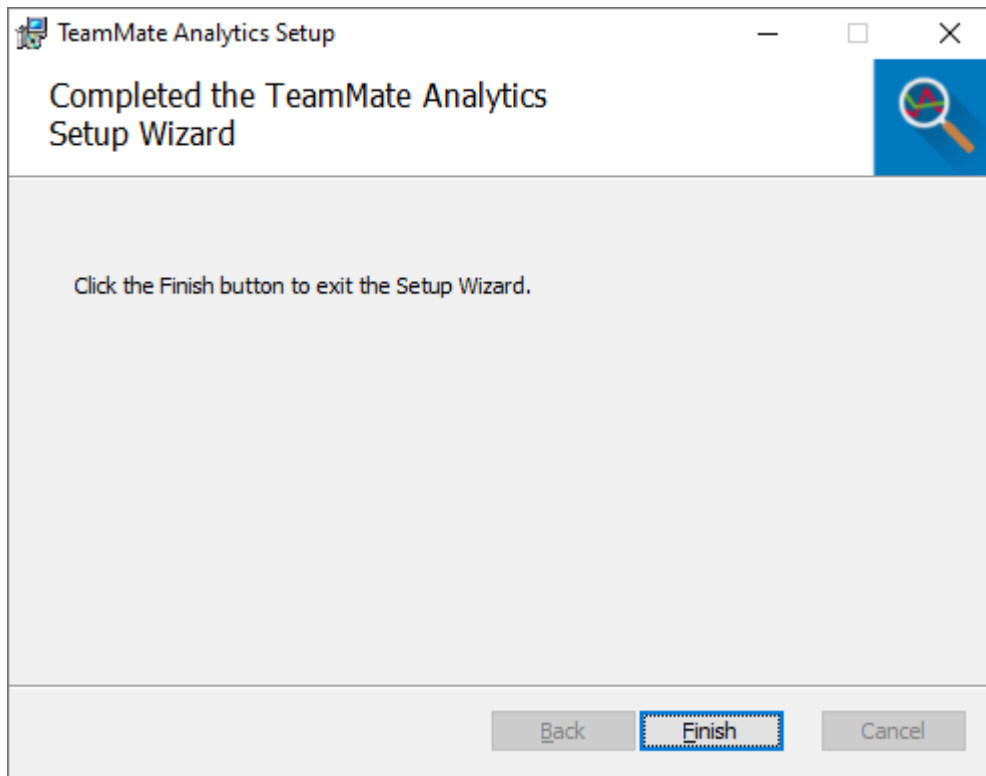 TeamMate Analytics Setup
Completed the TeamMate Analytics
Setup Wizard
Click the Finish button to exit the Setup Wizard.
Back
Finish
Cancel